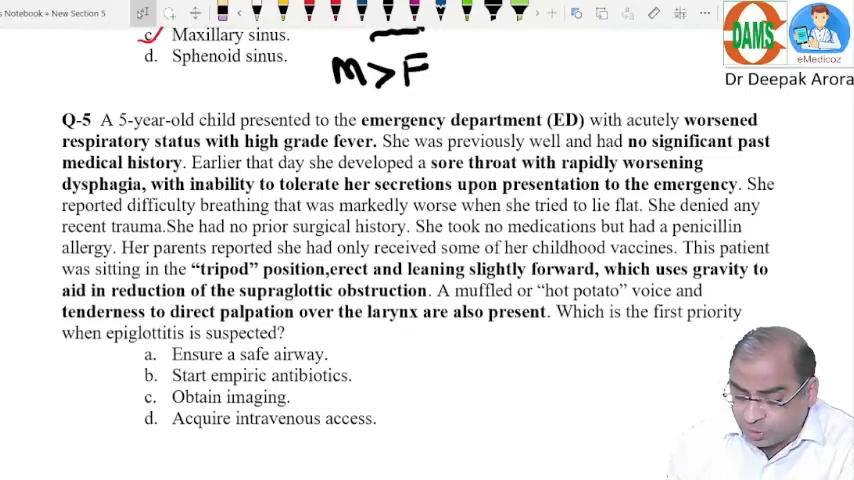 s Notebook » New Section 5
c. Maxillary sinus.
d. Sphenoid sinus.
M > F
DAMS
eMedicoz
Dr Deepak Arora
Q-5 A 5-year-old child presented to the emergency department (ED) with acutely worsened
respiratory status with high grade fever. She was previously well and had no significant past
medical history. Earlier that day she developed a sore throat with rapidly worsening
dysphagia, with inability to tolerate her secretions upon presentation to the emergency. She
reported difficulty breathing that was markedly worse when she tried to lie flat. She denied any
recent trauma.She had no prior surgical history. She took no medications but had a penicillin
allergy. Her parents reported she had only received some of her childhood vaccines. This patient
was sitting in the “tripod” position,erect and leaning slightly forward, which uses gravity to
aid in reduction of the supraglottic obstruction. A muffled or “hot potato” voice and
tenderness to direct palpation over the larynx are also present. Which is the first priority
when epiglottitis is suspected?
a. Ensure a safe airway.
b. Start empiric antibiotics.
c. Obtain imaging.
d. Acquire intravenous access.